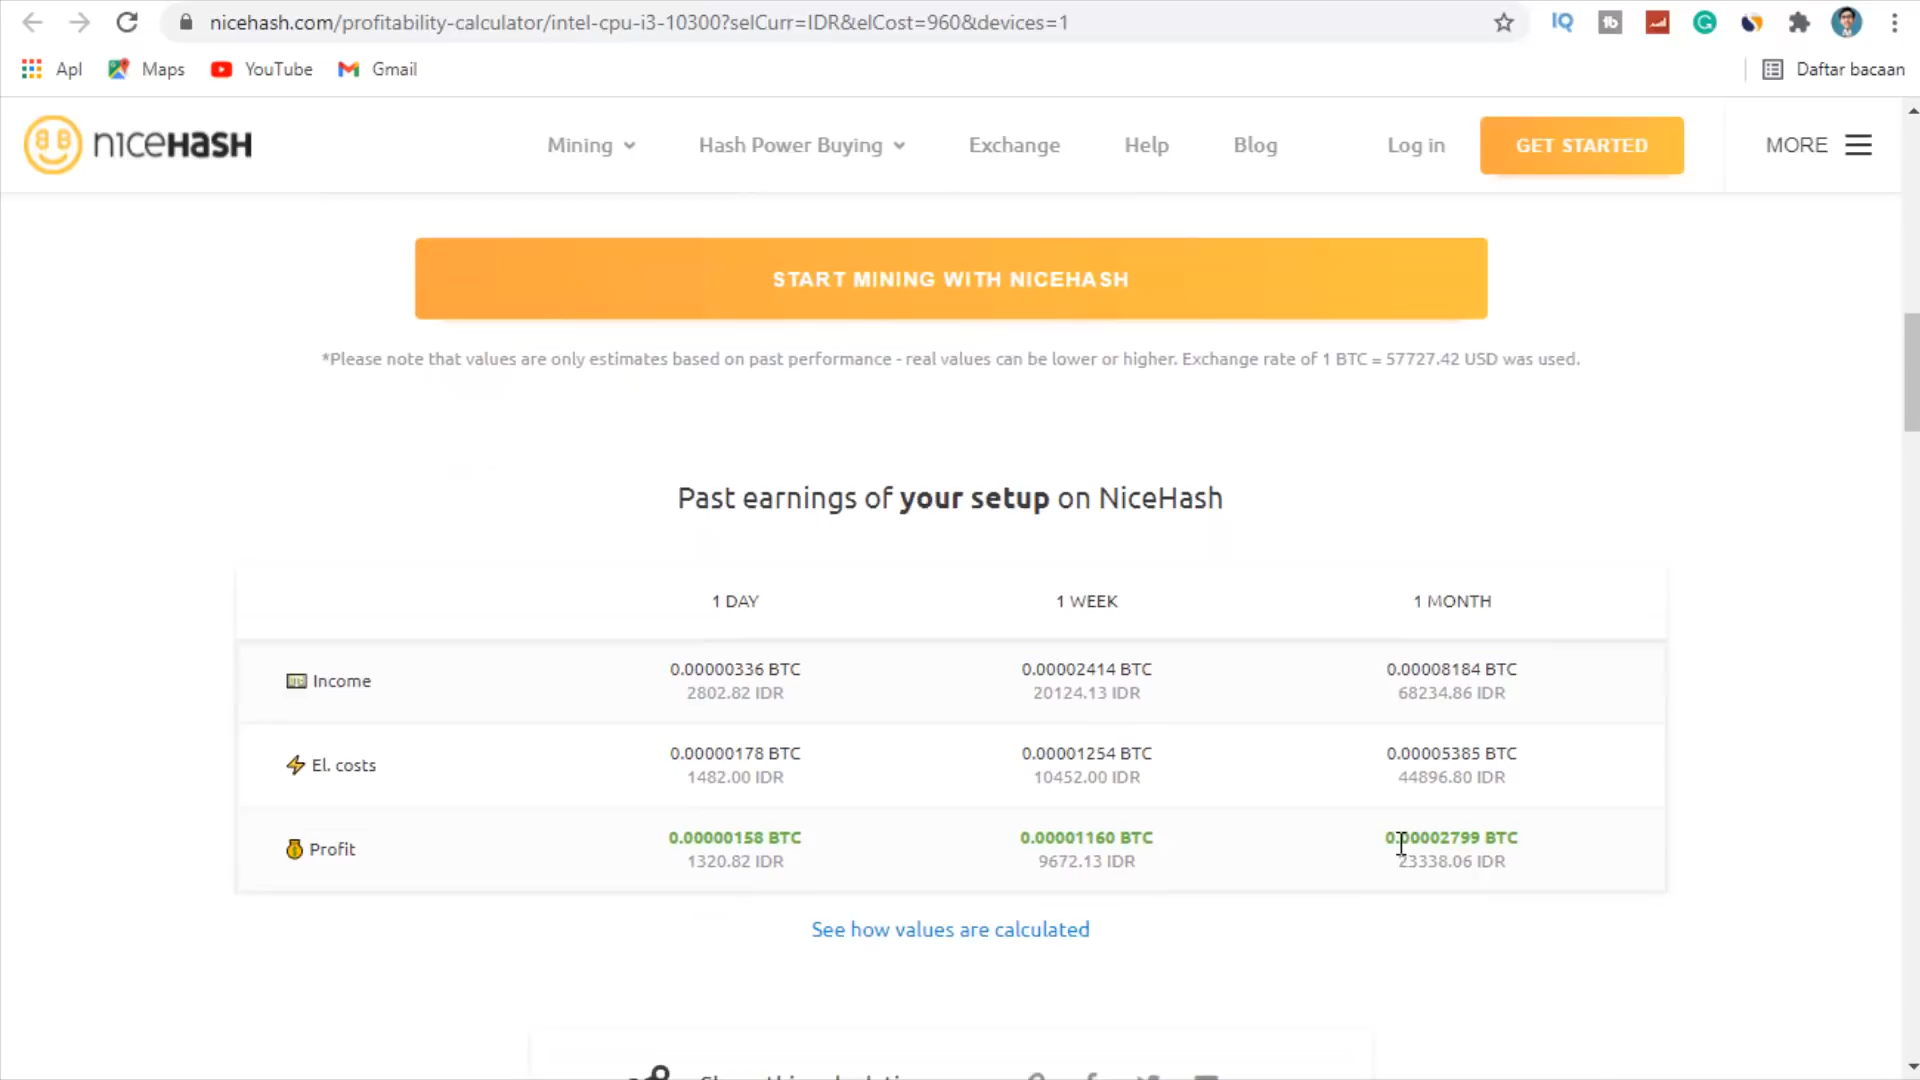 nicehash.com/profitability-calculator/intel-cpu-i3-10300?selCurr=IDR&elCost=960&devices=1
Apl Maps YouTube Gmail Daftar bacaan
nıceHasH Mining Hash Power Buying Exchange Help Blog Log in GET STARTED MORE
START MINING WITH NICEHASH
*Please note that values are only estimates based on past performance - real values can be lower or higher. Exchange rate of 1 BTC = 57727.42 USD was used.
Past earnings of your setup on NiceHash
1 DAY 1 WEEK 1 MONTH
Income
0.00000336 BTC 0.00002414 BTC 0.00008184 BTC
2802.82 IDR 20124.13 IDR 68234.86 IDR
El. costs
0.00000178 BTC 0.00001254 BTC 0.00005385 BTC
1482.00 IDR 10452.00 IDR 44896.80 IDR
Profit
0.00000158 BTC 0.00001160 BTC 0.00002799 BTC
1320.82 IDR 9672.13 IDR 23338.06 IDR
See how values are calculated